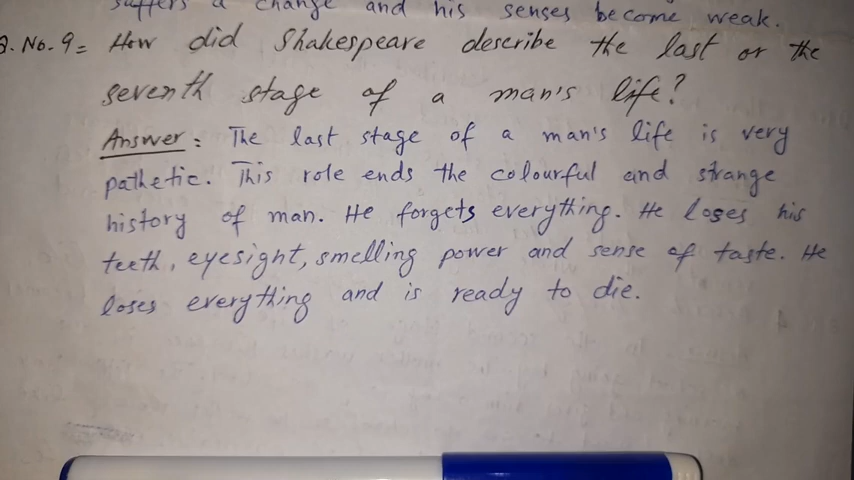 suffers a change and his senses become weak.
Q. No. 9 = How did Shakespeare describe the last or the
seventh stage of a man's life?
Answer : The last stage of a man's life is very
pathetic. This role ends the colourful and strange
history of man. He forgets everything. He loses his
teeth, eyesight, smelling power and sense of taste. He
loses everything and is ready to die.